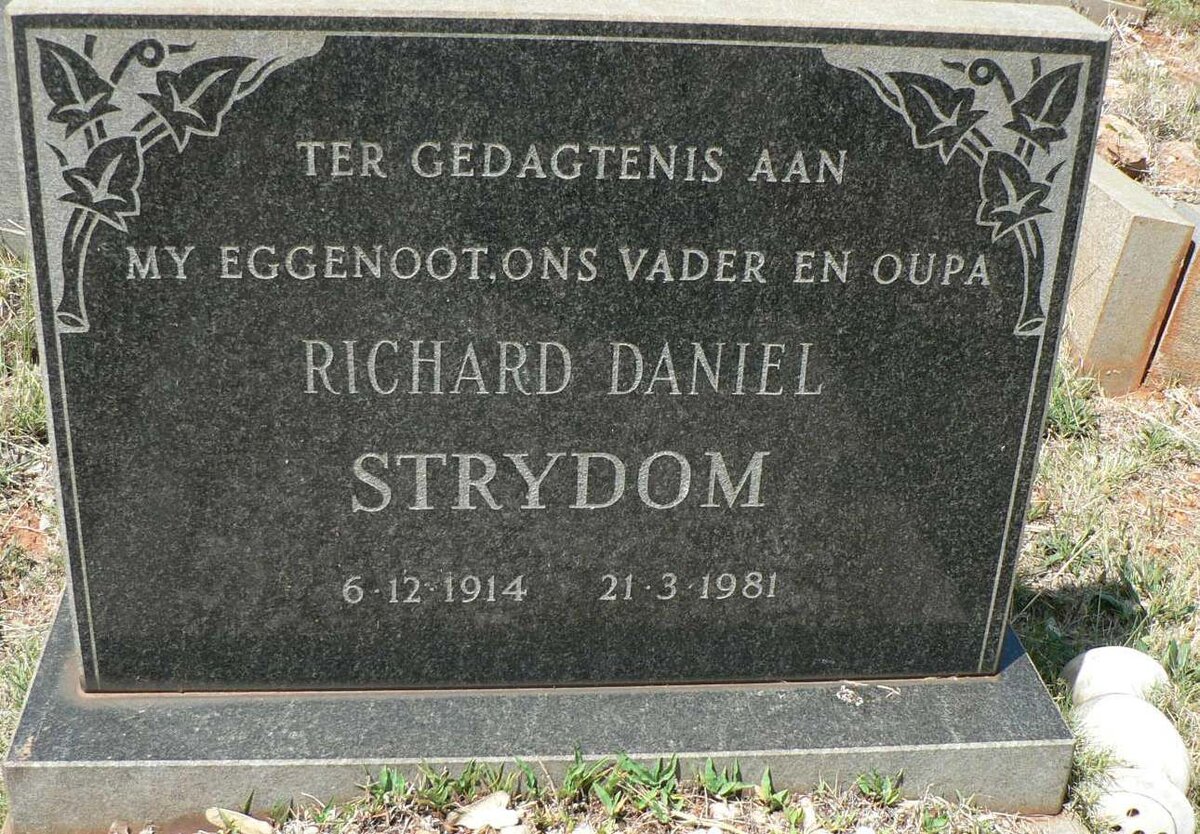 TER GEDAGTENIS AAN
MY EGGENOOT,ONS VADER EN OUPA
RICHARD DANIEL
STRYDOM
6·12·1914 21·3·1981